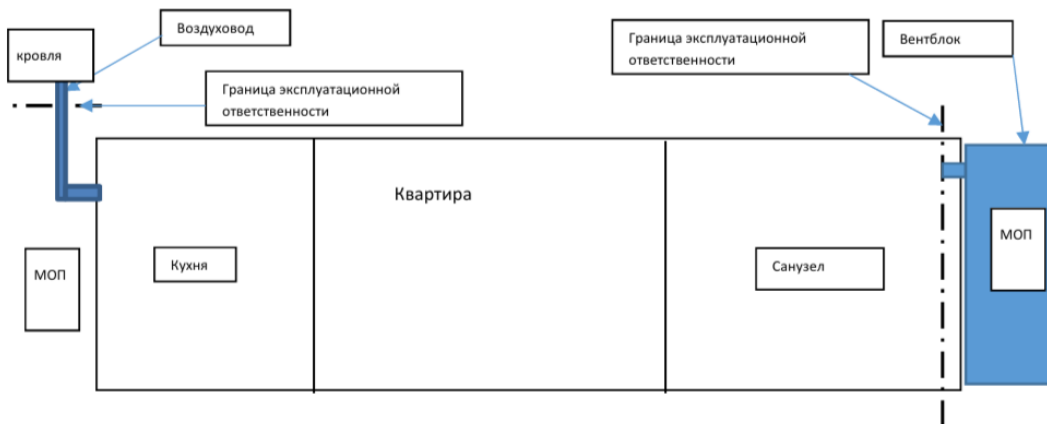 Воздуховод
кровля
Граница эксплуатационной
ответственности
Граница эксплуатационной
ответственности
Вентблок
Квартира
МОП
Кухня
Санузел
МОП